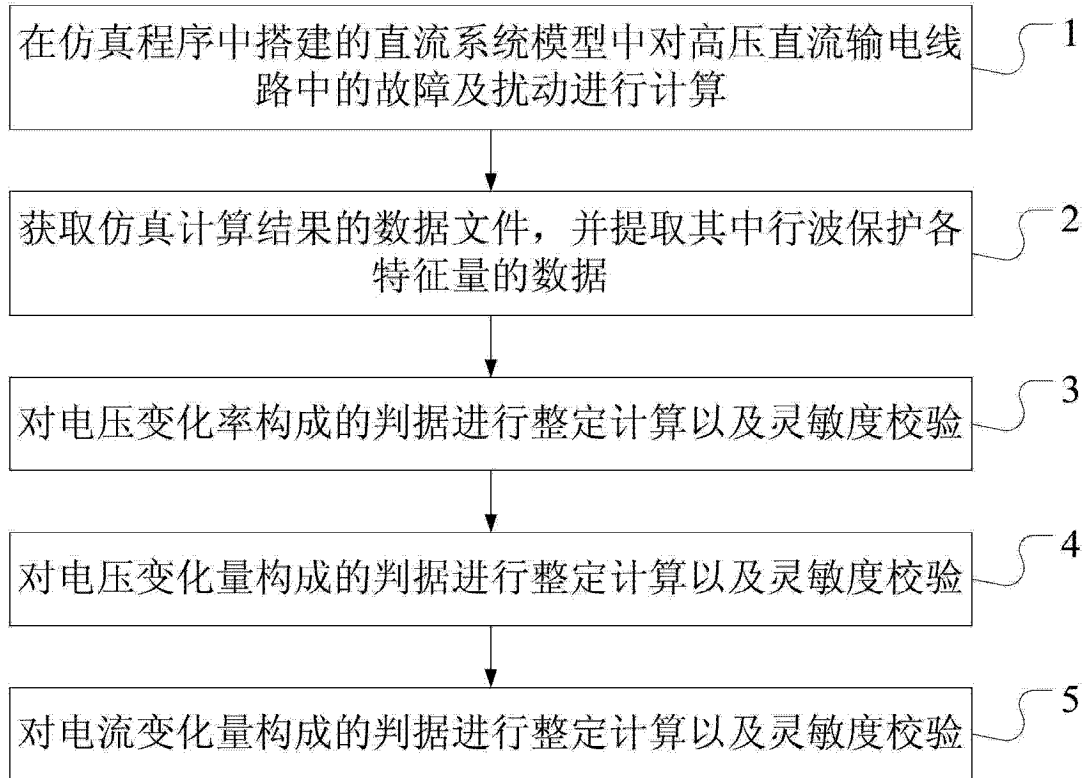 在仿真程序中搭建的直流系统模型中对高压直流输电线
路中的故障及扰动进行计算
1
获取仿真计算结果的数据文件，并提取其中行波保护各
特征量的数据
2
对电压变化率构成的判据进行整定计算以及灵敏度校验
3
对电压变化量构成的判据进行整定计算以及灵敏度校验
4
对电流变化量构成的判据进行整定计算以及灵敏度校验
5